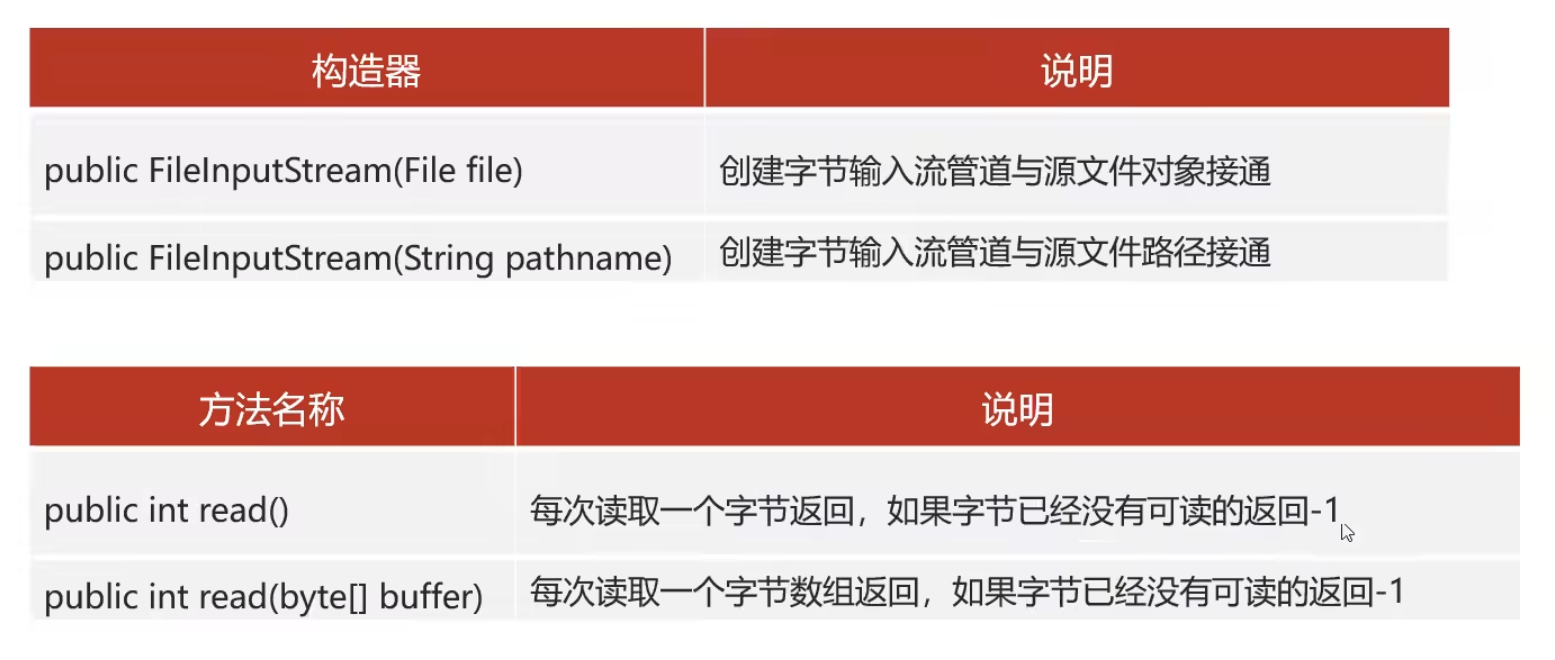 构造器 说明
public FileInputStream(File file) 创建字节输入流管道与源文件对象接通
public FileInputStream(String pathname) 创建字节输入流管道与源文件路径接通
方法名称 说明
public int read() 每次读取一个字节返回，如果字节已经没有可读的返回-1
public int read(byte[] buffer) 每次读取一个字节数组返回，如果字节已经没有可读的返回-1